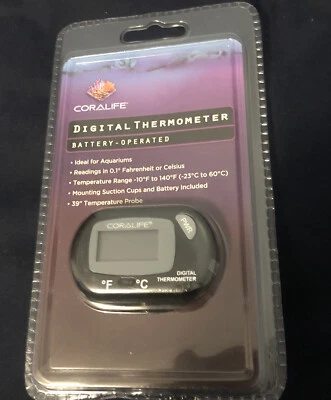 CORALIFE®
DIGITAL THERMOMETER
BATTERY-OPERATED
• Ideal for Aquariums
• Readings in 0.1° Fahrenheit or Celsius
• Temperature Range -10°F to 140°F (-23°C to 60°C)
• Mounting Suction Cups and Battery Included
• 39" Temperature Probe
CORALIFE®
PWR
DIGITAL
THERMOMETER
°F °C